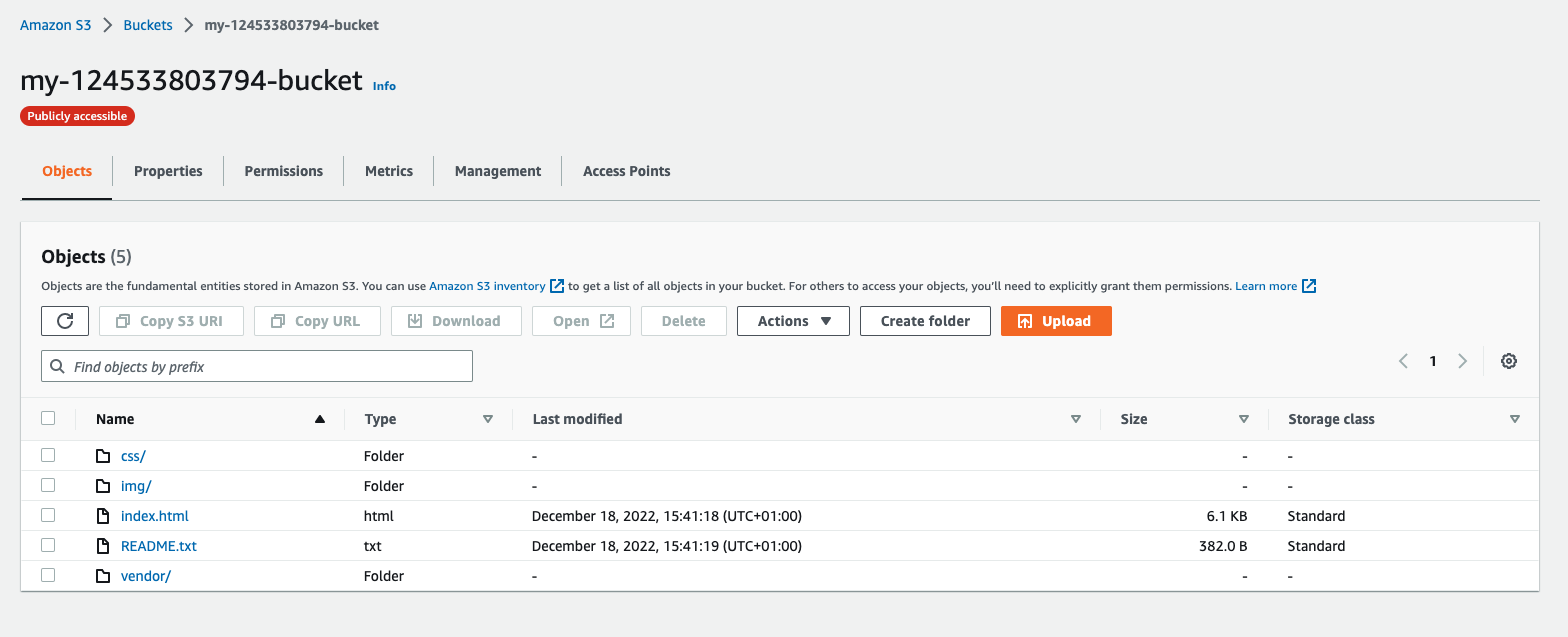 Amazon S3 > Buckets > my-124533803794-bucket
my-124533803794-bucket Info
Publicly accessible
Objects Properties Permissions Metrics Management Access Points
Objects (5)
Objects are the fundamental entities stored in Amazon S3. You can use Amazon S3 inventory to get a list of all objects in your bucket. For others to access your objects, you'll need to explicitly grant them permissions. Learn more
Copy S3 URI Copy URL Download Open Delete Actions Create folder Upload
Find objects by prefix 1
Name Type Last modified Size Storage class
css/ Folder - - -
img/ Folder - - -
index.html html December 18, 2022, 15:41:18 (UTC+01:00) 6.1 KB Standard
README.txt txt December 18, 2022, 15:41:19 (UTC+01:00) 382.0 B Standard
vendor/ Folder - - -